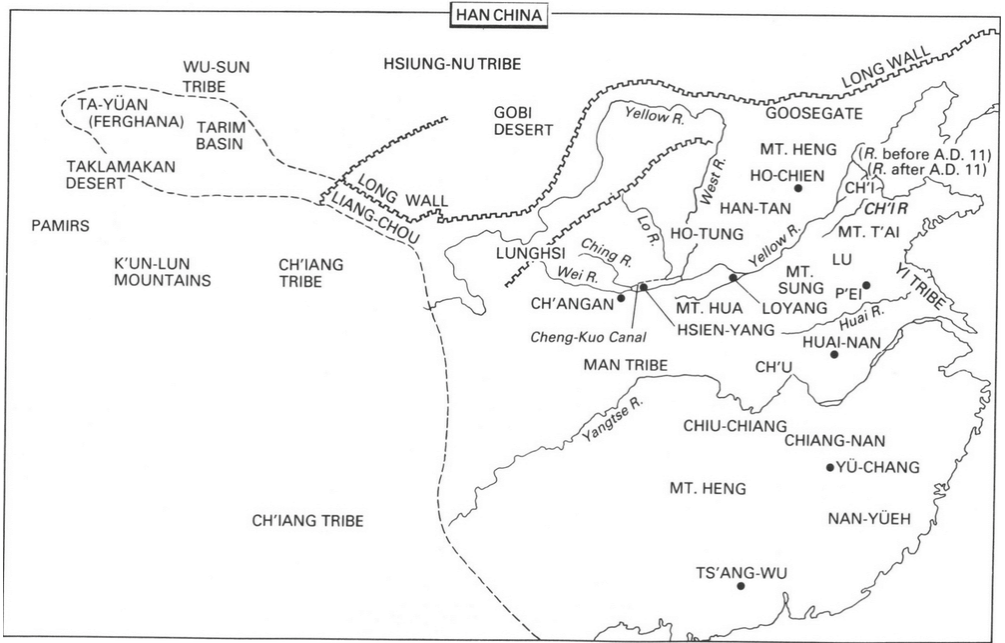 HAN CHINA
WU-SUN
TRIBE
HSIUNG-NU TRIBE
LONG WALL
TA-YÜAN
(FERGHANA)
TARIM
BASIN
GOBI
DESERT
Yellow R.
GOOSEGATE
MT. HENG
(R. before A.D. 11)
(R. after A.D. 11)
TAKLAMAKAN
DESERT
LONG WALL
LIANG-CHOU
West R.
HO-CHIEN
CH'I
HAN-TAN
CH'I R
PAMIRS
Lo R.
HO-TUNG
Yellow R.
MT. T'AI
K'UN-LUN
MOUNTAINS
CH'IANG
TRIBE
LUNGHSI
Ching R.
Wei R.
LU
MT.
SUNG
P'EI
YI TRIBE
CH'ANGAN
MT. HUA
LOYANG
HSIEN-YANG
Huai R.
Cheng-Kuo Canal
HUAI-NAN
MAN TRIBE
CH'U
Yangtse R.
CHIU-CHIANG
CHIANG-NAN
YÜ-CHANG
MT. HENG
CH'IANG TRIBE
NAN-YÜEH
TS'ANG-WU